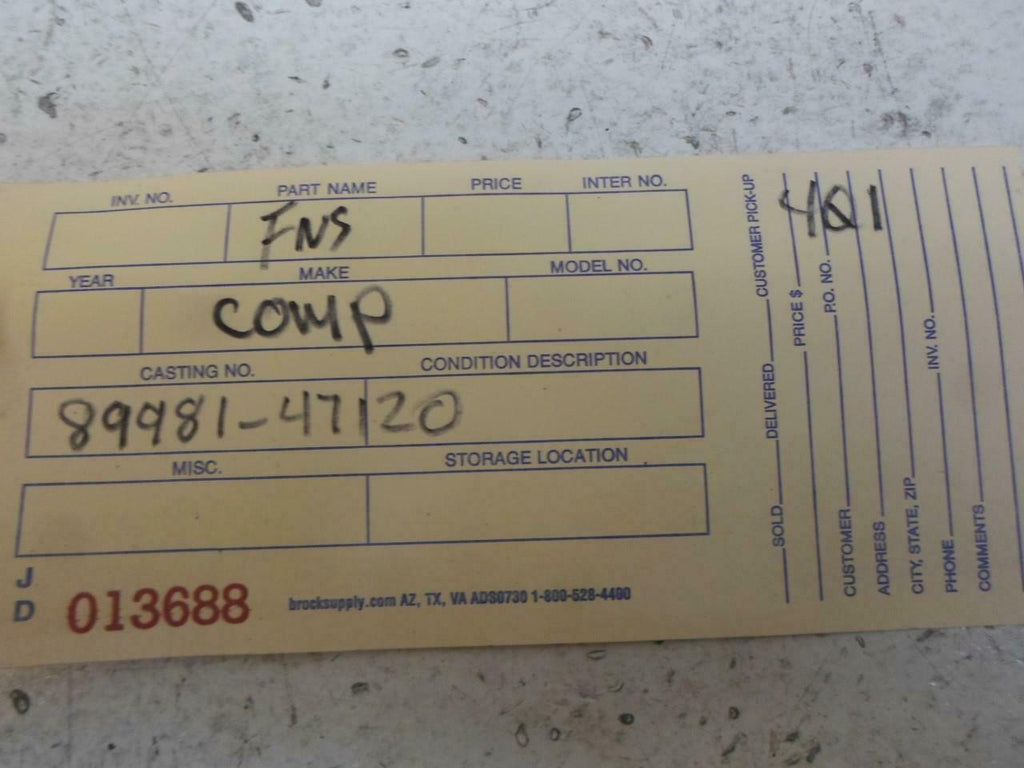 INV. NO. PART NAME PRICE INTER NO.
INS
YEAR MAKE MODEL NO.
COMP
CASTING NO. CONDITION DESCRIPTION
89981-47120
MISC. STORAGE LOCATION
J
D
013688
brocksupply.com AZ, TX, VA ADS0730 1-800-528-4400
4Q1
SOLD DELIVERED CUSTOMER PICK-UP
PRICE $
CUSTOMER P.O. NO.
ADDRESS
CITY, STATE, ZIP
PHONE INV. NO.
COMMENTS